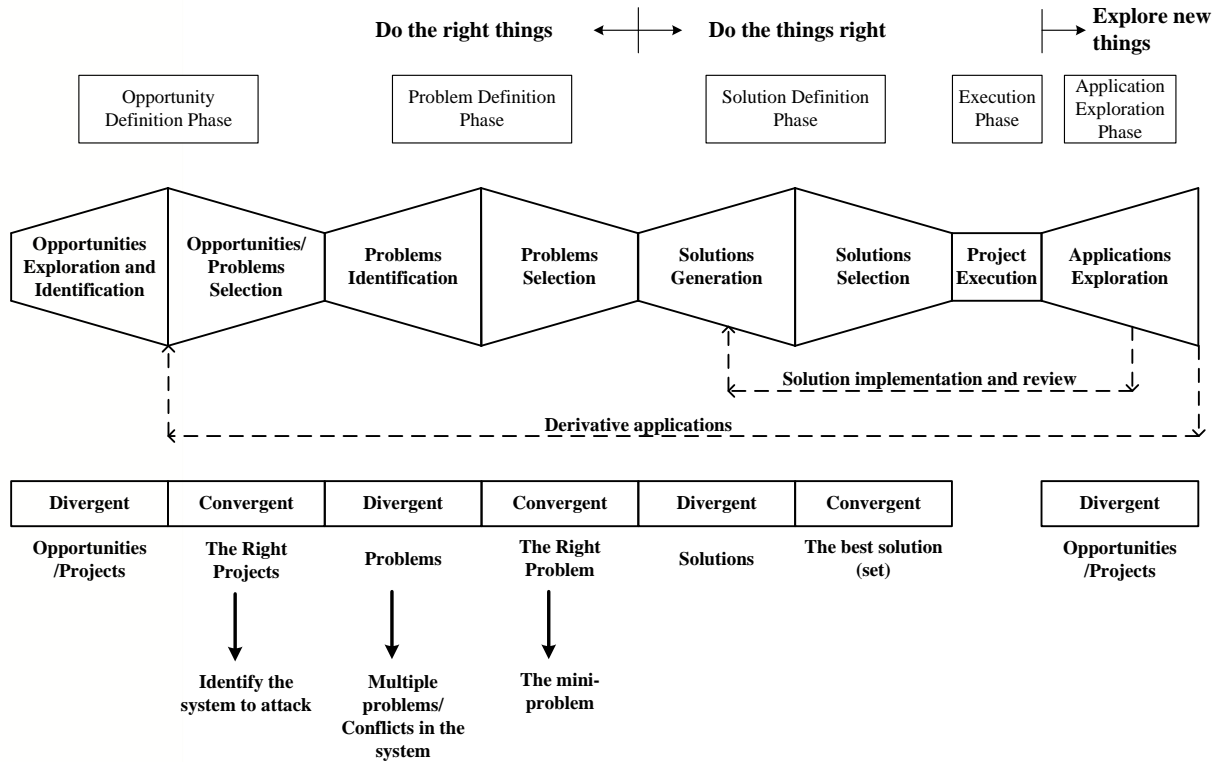 Do the right things
Do the things right
Explore new
things
Opportunity
Definition Phase
Problem Definition
Phase
Solution Definition
Phase
Execution
Phase
Application
Exploration
Phase
Opportunities
Exploration and
Identification
Opportunities/
Problems
Selection
Problems
Identification
Problems
Selection
Solutions
Generation
Solutions
Selection
Project
Execution
Applications
Exploration
Solution implementation and review
Derivative applications
Divergent
Convergent
Divergent
Convergent
Divergent
Convergent
Divergent
Opportunities
/Projects
The Right
Projects
Problems
The Right
Problem
Solutions
The best solution
(set)
Opportunities
/Projects
Identify the
system to attack
Multiple
problems/
Conflicts in the
system
The mini-
problem